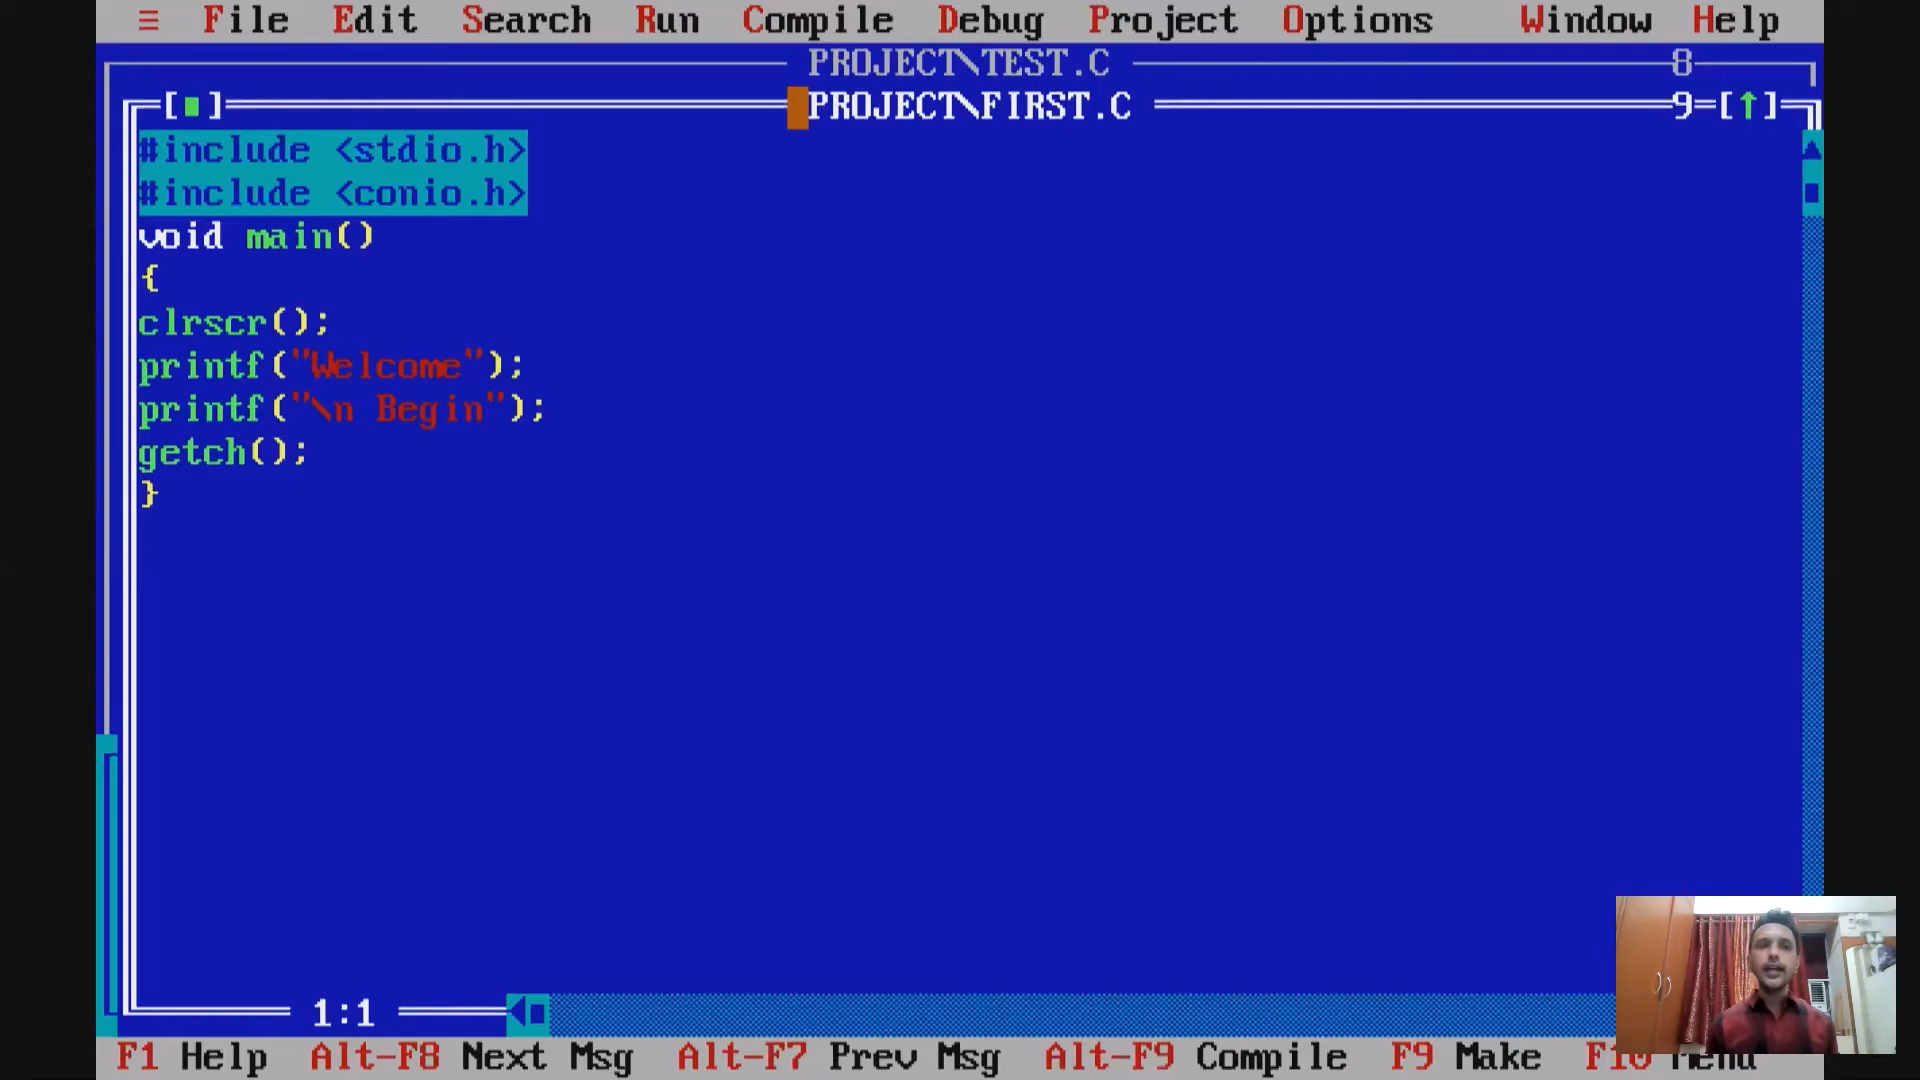 ≡ File Edit Search Run Compile Debug Project Options Window Help
PROJECT\TEST.C 8
[■] PROJECT\FIRST.C 9=[↑]
#include <stdio.h>
#include <conio.h>
void main()
{
clrscr();
printf("Welcome");
printf("\n Begin");
getch();
}
1:1
F1 Help Alt-F8 Next Msg Alt-F7 Prev Msg Alt-F9 Compile F9 Make F10 Menu